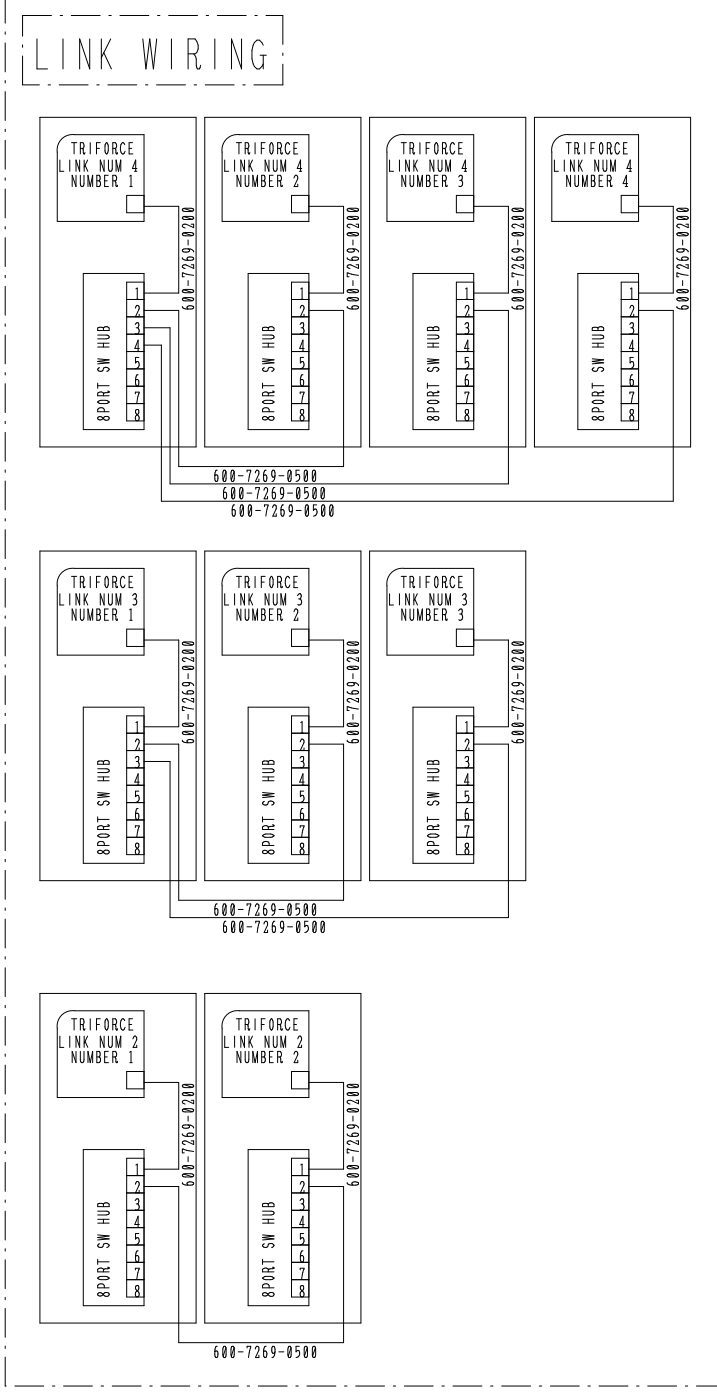 LINK WIRING
TRIFORCE
LINK NUM 4
NUMBER 1
600-7269-0200
8PORT SW HUB
1
2
3
4
5
6
7
8
TRIFORCE
LINK NUM 4
NUMBER 2
600-7269-0200
8PORT SW HUB
1
2
3
4
5
6
7
8
TRIFORCE
LINK NUM 4
NUMBER 3
600-7269-0200
8PORT SW HUB
1
2
3
4
5
6
7
8
TRIFORCE
LINK NUM 4
NUMBER 4
600-7269-0200
8PORT SW HUB
1
2
3
4
5
6
7
8
600-7269-0500
600-7269-0500
600-7269-0500
TRIFORCE
LINK NUM 3
NUMBER 1
600-7269-0200
8PORT SW HUB
1
2
3
4
5
6
7
8
TRIFORCE
LINK NUM 3
NUMBER 2
600-7269-0200
8PORT SW HUB
1
2
3
4
5
6
7
8
TRIFORCE
LINK NUM 3
NUMBER 3
600-7269-0200
8PORT SW HUB
1
2
3
4
5
6
7
8
600-7269-0500
600-7269-0500
TRIFORCE
LINK NUM 2
NUMBER 1
600-7269-0200
8PORT SW HUB
1
2
3
4
5
6
7
8
TRIFORCE
LINK NUM 2
NUMBER 2
600-7269-0200
8PORT SW HUB
1
2
3
4
5
6
7
8
600-7269-0500